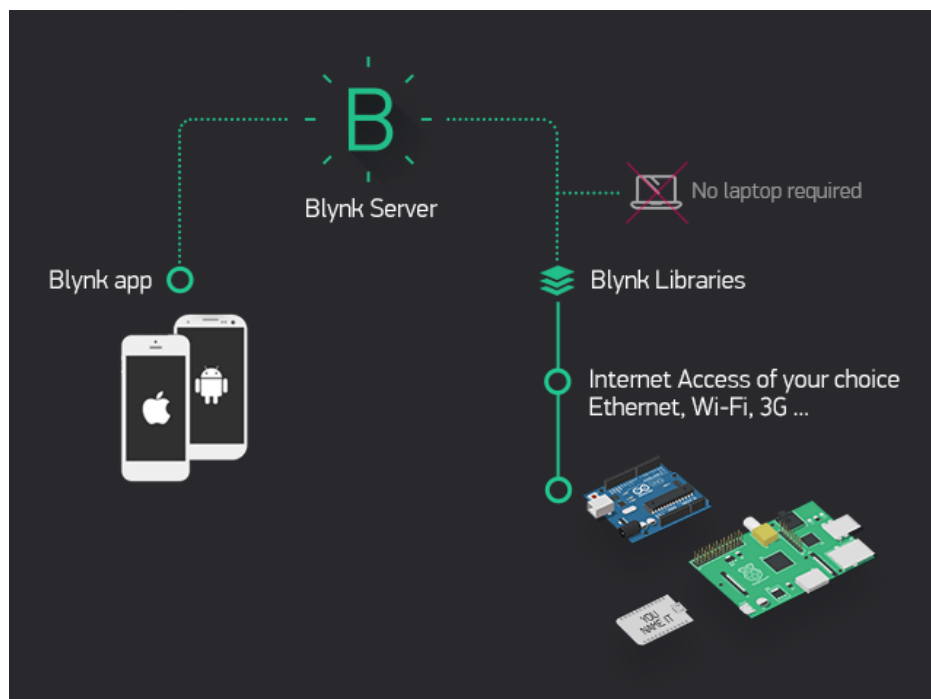 B
Blynk Server
No laptop required
Blynk app
Blynk Libraries
Internet Access of your choice
Ethernet, Wi-Fi, 3G ...
UNO
YOU
NAME IT